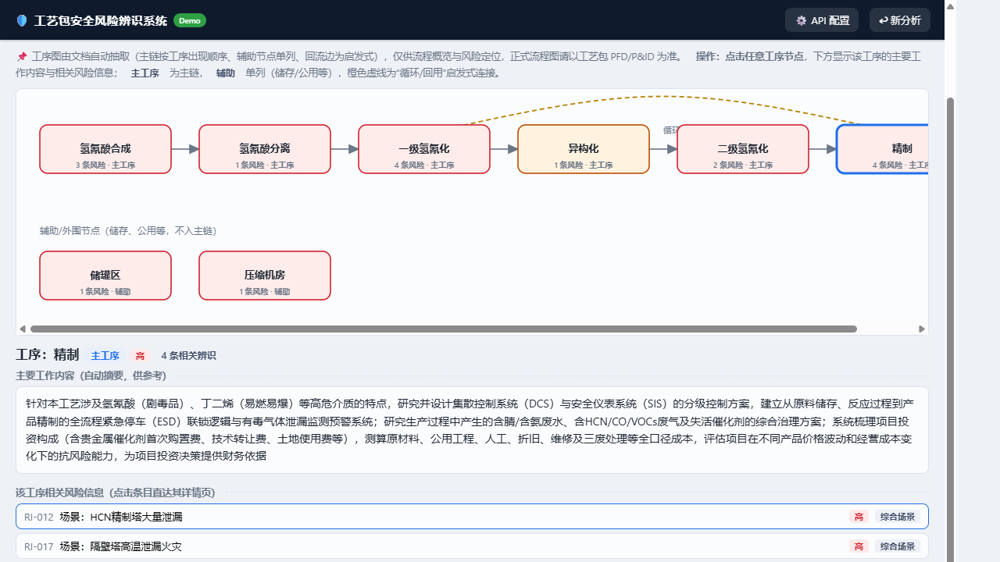 工艺包安全风险辨识系统 Demo
API 配置
新分析
工序图由文档自动抽取（主链按工序出现顺序、辅助节点单列、回流边为启发式），仅供流程概览与风险定位，正式流程图请以工艺包 PFD/P&ID 为准。 操作：点击任意工序节点，下方显示该工序的主要工
作内容与相关风险信息； 主工序 为主链， 辅助 单列（储存/公用等），橙色虚线为“循环/回用”启发式连接。
循环
氢氰酸合成
3 条风险 · 主工序
氢氰酸分离
1 条风险 · 主工序
一级氢氰化
4 条风险 · 主工序
异构化
1 条风险 · 主工序
二级氢氰化
2 条风险 · 主工序
精制
4 条风险 · 主工序
辅助/外围节点（储存、公用等，不入主链）
储罐区
1 条风险 · 辅助
压缩机房
1 条风险 · 辅助
工序：精制 主工序 高 4 条相关辨识
主要工作内容（自动摘要，供参考）
针对本工艺涉及氢氰酸（剧毒品）、丁二烯（易燃易爆）等高危介质的特点，研究并设计集散控制系统（DCS）与安全仪表系统（SIS）的分级控制方案，建立从原料储存、反应过程到产
品精制的全流程紧急停车（ESD）联锁逻辑与有毒气体泄漏监测预警系统；研究生产过程中产生的含腈/含氨废水、含HCN/CO/VOCs废气及失活催化剂的综合治理方案；系统梳理项目投
资构成（含贵金属催化剂首次购置费、技术转让费、土地使用费等），测算原材料、公用工程、人工、折旧、维修及三废处理等全口径成本，评估项目在不同产品价格波动和经营成本变
化下的抗风险能力，为项目投资决策提供财务依据
该工序相关风险信息（点击条目直达其详情页）
RI-012 场景：HCN精制塔大量泄漏 高 综合场景
RI-017 场景：隔壁塔高温泄漏火灾 高 综合场景